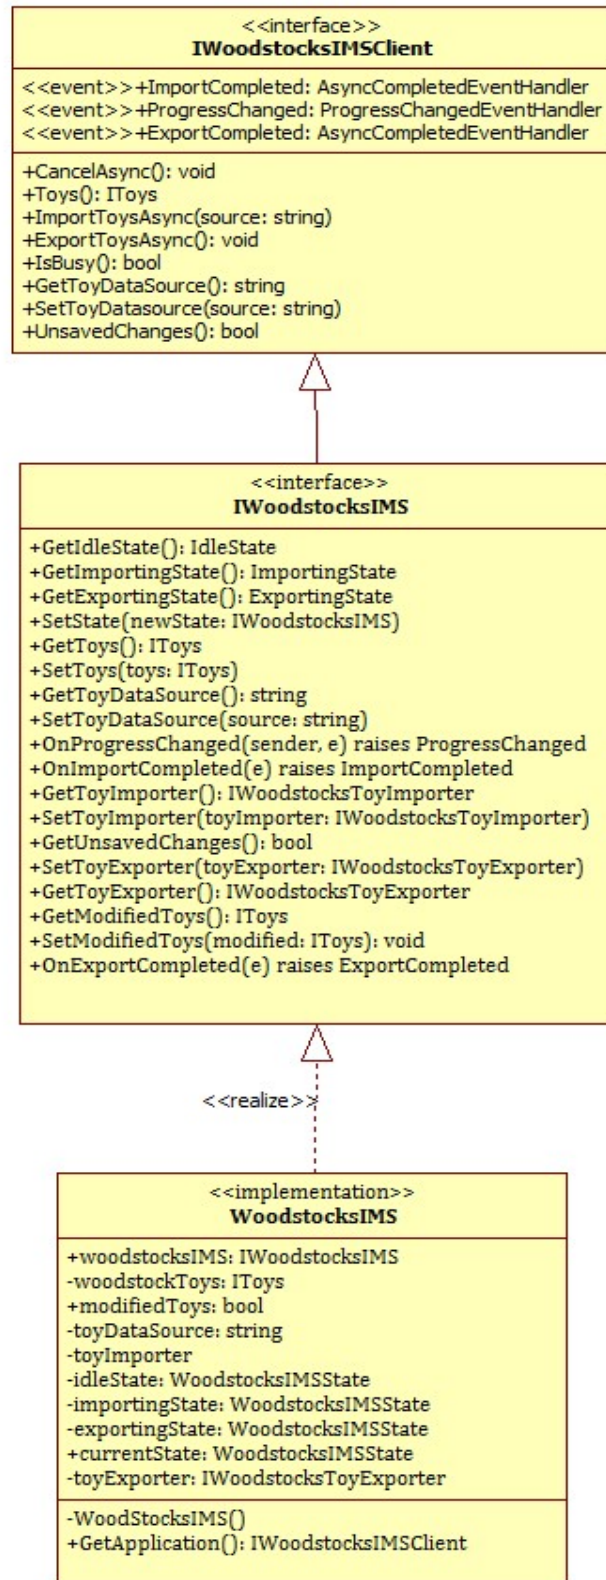 <<interface>>
IWoodstocksIMSClient
<<event>>+ImportCompleted: AsyncCompletedEventHandler
<<event>>+ProgressChanged: ProgressChangedEventHandler
<<event>>+ExportCompleted: AsyncCompletedEventHandler
+CancelAsync(): void
+Toys(): IToys
+ImportToysAsync(source: string)
+ExportToysAsync(): void
+IsBusy(): bool
+GetToyDataSource(): string
+SetToyDatasource(source: string)
+UnsavedChanges(): bool
<<interface>>
IWoodstocksIMS
+GetIdleState(): IdleState
+GetImportingState(): ImportingState
+GetExportingState(): ExportingState
+SetState(newState: IWoodstocksIMS)
+GetToys(): IToys
+SetToys(toys: IToys)
+GetToyDataSource(): string
+SetToyDataSource(source: string)
+OnProgressChanged(sender, e) raises ProgressChanged
+OnImportCompleted(e) raises ImportCompleted
+GetToyImporter(): IWoodstocksToyImporter
+SetToyImporter(toyImporter: IWoodstocksToyImporter)
+GetUnsavedChanges(): bool
+SetToyExporter(toyExporter: IWoodstocksToyExporter)
+GetToyExporter(): IWoodstocksToyExporter
+GetModifiedToys(): IToys
+SetModifiedToys(modified: IToys): void
+OnExportCompleted(e) raises ExportCompleted
<<realize>>
<<implementation>>
WoodstocksIMS
+woodstocksIMS: IWoodstocksIMS
-woodstockToys: IToys
+modifiedToys: bool
-toyDataSource: string
-toyImporter
-idleState: WoodstocksIMSState
-importingState: WoodstocksIMSState
-exportingState: WoodstocksIMSState
+currentState: WoodstocksIMSState
-toyExporter: IWoodstocksToyExporter
-WoodStocksIMS()
+GetApplication(): IWoodstocksIMSClient